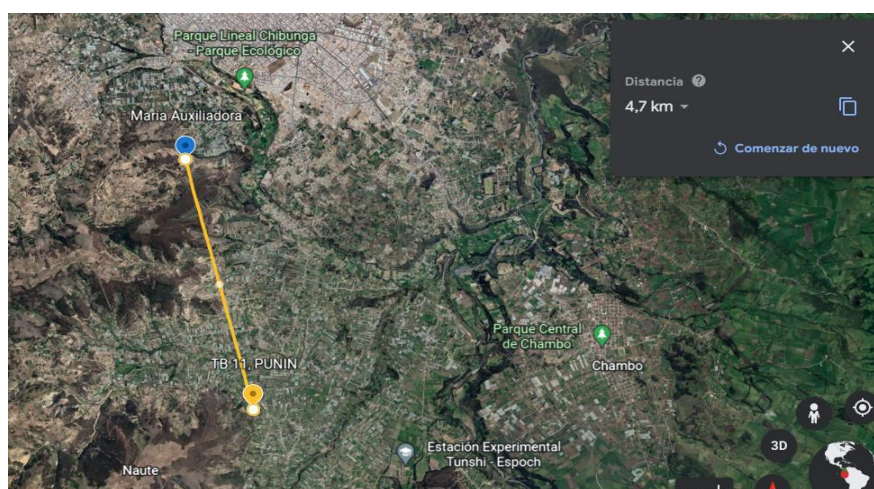 Parque Lineal Chibunga
- Parque Ecológico
Maria Auxiliadora
Distancia
4,7 km
Comenzar de nuevo
TB 11, PUNIN
Parque Central
de Chambo
Chambo
Estación Experimental
Tunshi - Espoch
Naute
3D